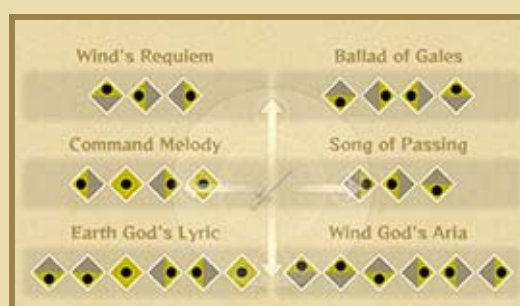 Wind's Requiem
Ballad of Gales
Command Melody
Song of Passing
Earth God's Lyric
Wind God's Aria